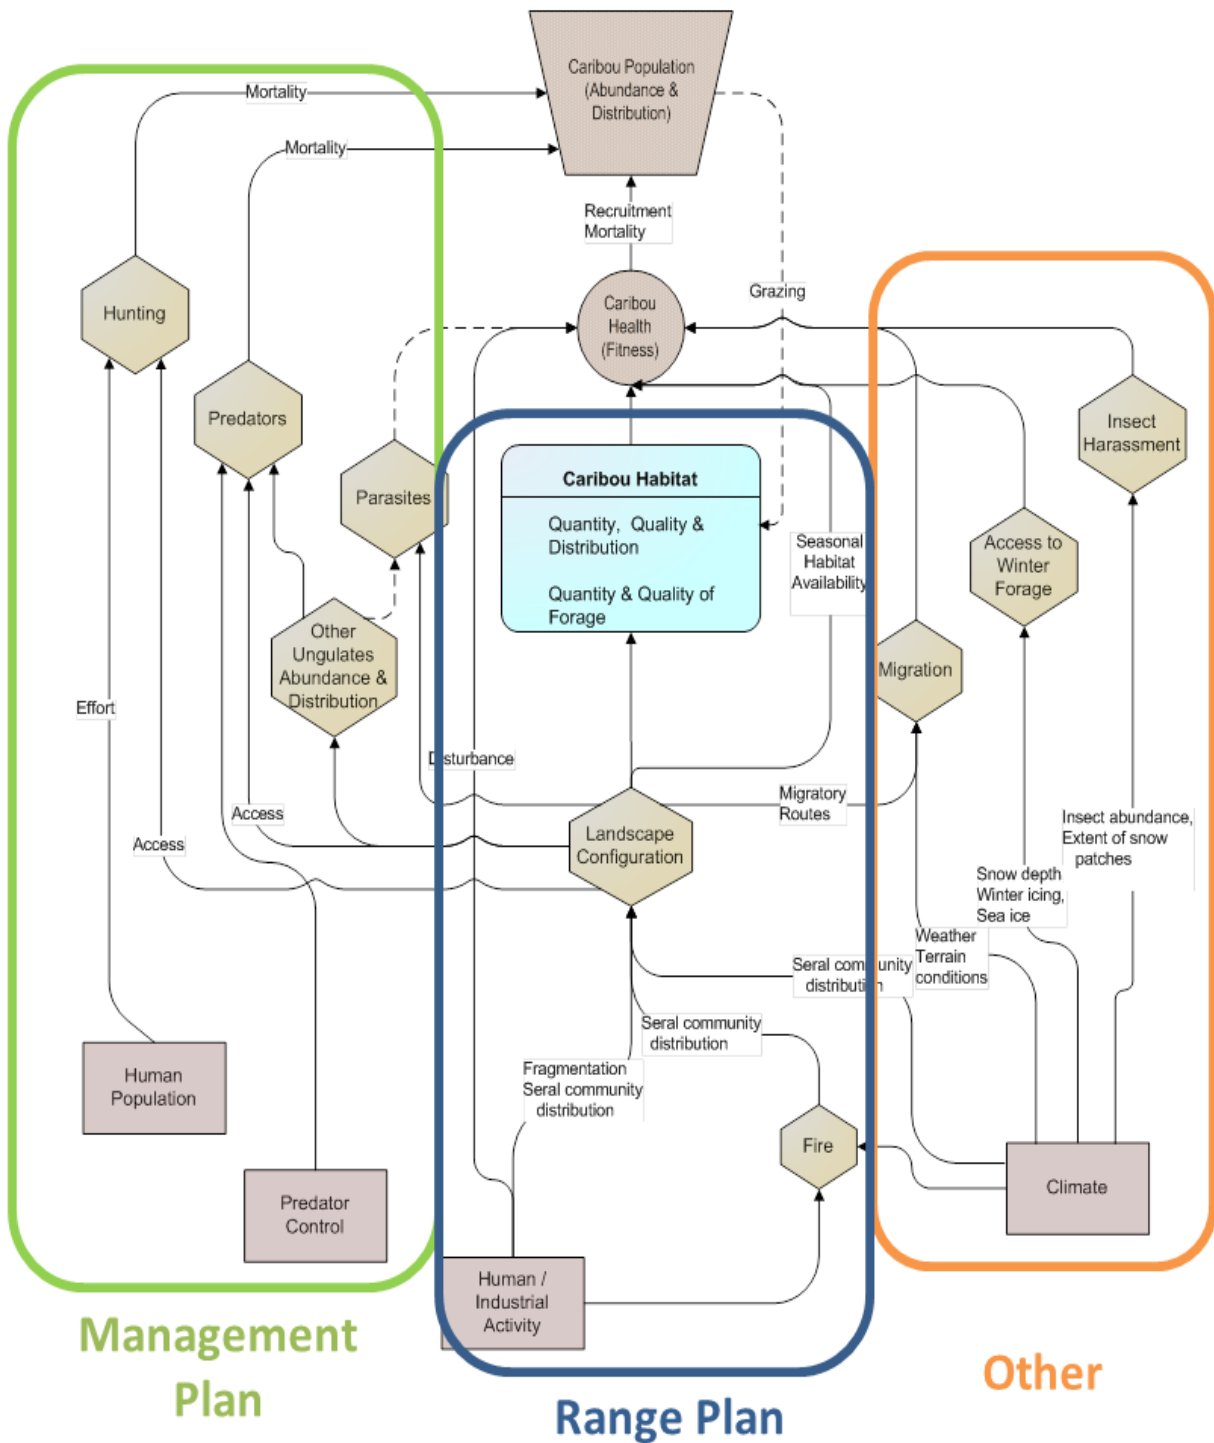 Caribou Population
(Abundance &
Distribution)
Mortality
Mortality
Recruitment
Mortality
Grazing
Hunting
Caribou
Health
(Fitness)
Predators
Insect
Harassment
Parasites
Caribou Habitat
Quantity, Quality &
Distribution
Quantity & Quality of
Forage
Seasonal
Habitat
Availability
Access to
Winter
Forage
Other
Ungulates
Abundance &
Distribution
Migration
Effort
Disturbance
Migratory
Routes
Access
Access
Landscape
Configuration
Insect abundance,
Extent of snow
patches
Snow depth
Winter icing,
Sea ice
Weather
Terrain
conditions
Seral community
distribution
Seral community
distribution
Fragmentation
Seral community
distribution
Human
Population
Fire
Climate
Predator
Control
Human /
Industrial
Activity
Management
Plan
Range Plan
Other